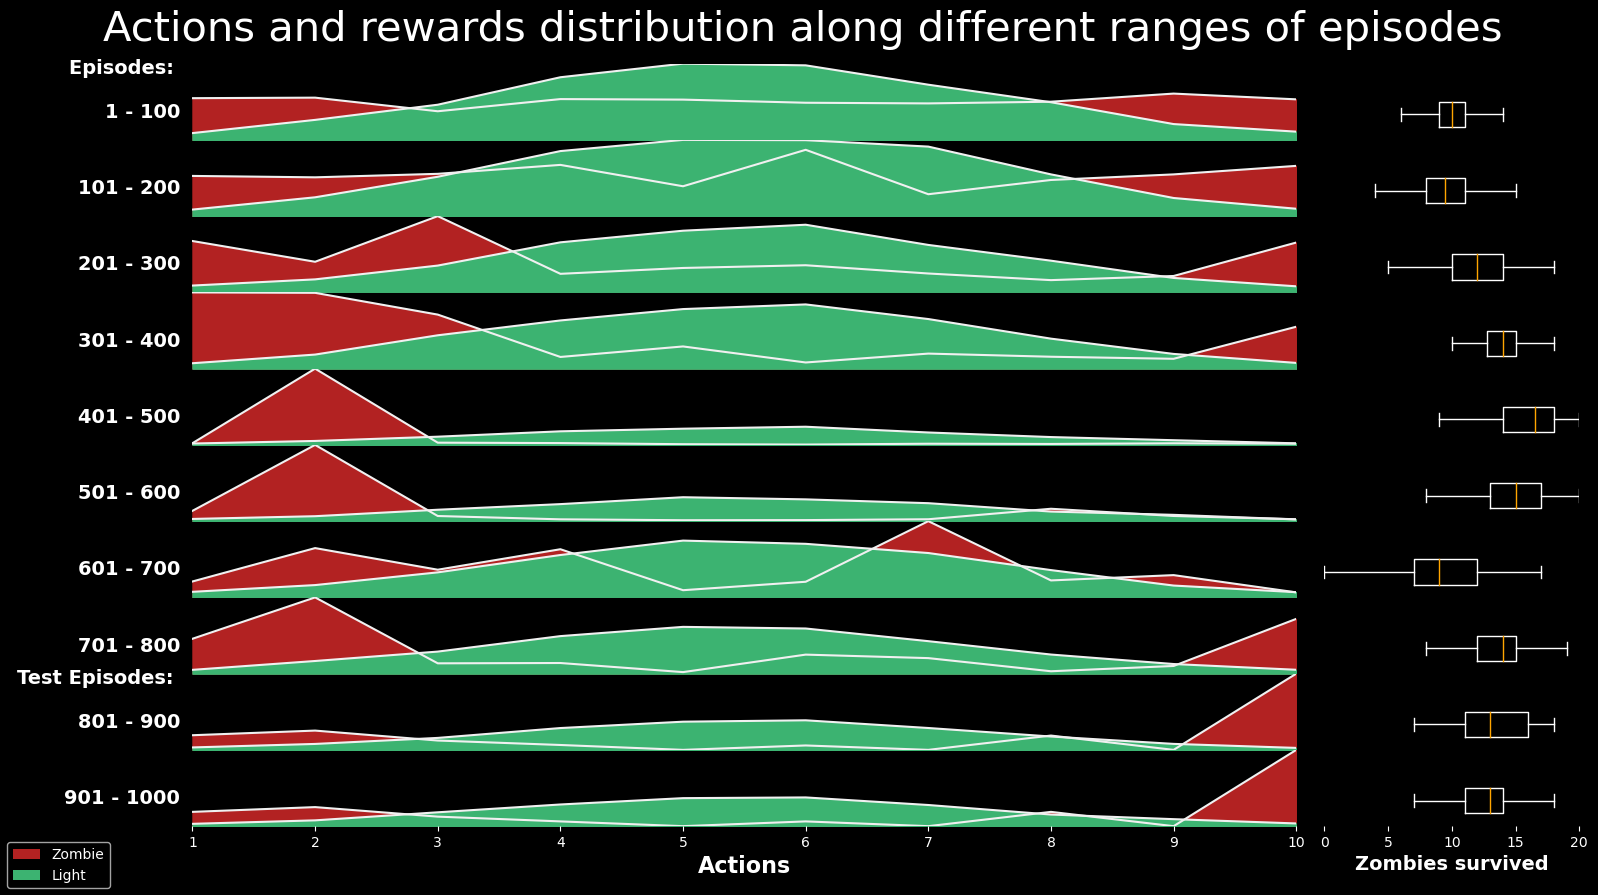 Actions and rewards distribution along different ranges of episodes
Episodes:
1 - 100
101 - 200
201 - 300
301 - 400
401 - 500
501 - 600
601 - 700
701 - 800
Test Episodes:
801 - 900
901 - 1000
1 2 3 4 5 6 7 8 9 10
0 5 10 15 20
Actions
Zombies survived
Zombie
Light